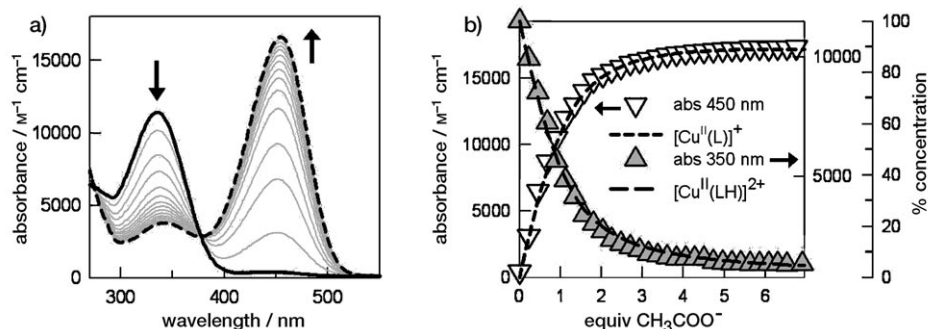 a)
absorbance / M⁻¹ cm⁻¹
15000
10000
5000
0
300 400 500
wavelength / nm
b)
absorbance / M⁻¹ cm⁻¹
15000
10000
5000
0
abs 450 nm
[Cuᴵᴵ(L)]⁺
abs 350 nm
[Cuᴵᴵ(LH)]²⁺
10000
5000
0
100
80
60
40
20
0
% concentration
0 1 2 3 4 5 6
equiv CH₃COO⁻